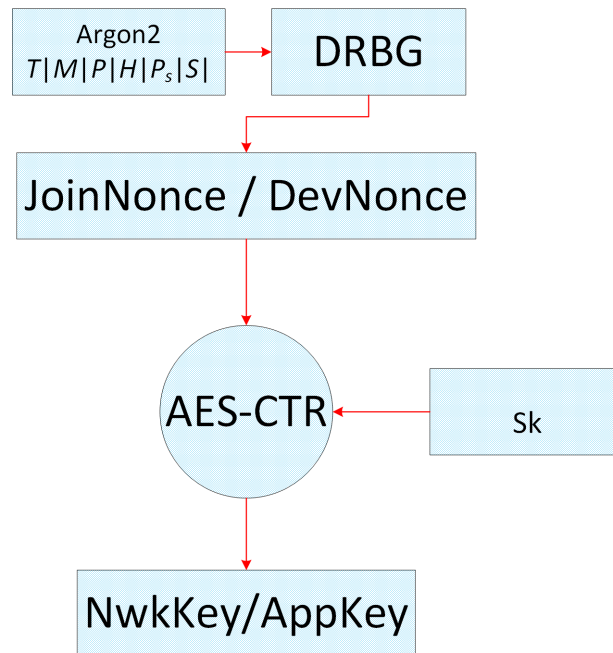 Argon2
T|M|P|H|Pₛ|S|
DRBG
JoinNonce / DevNonce
AES-CTR
Sk
NwkKey/AppKey